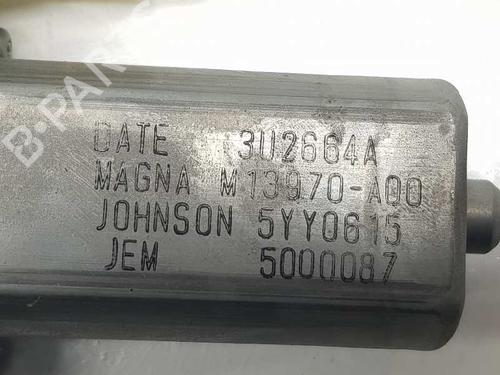 B-PARTS
DATE 3U2664A
MAGNA M13970-A00
JOHNSON 5YY0615
JEM 5000087